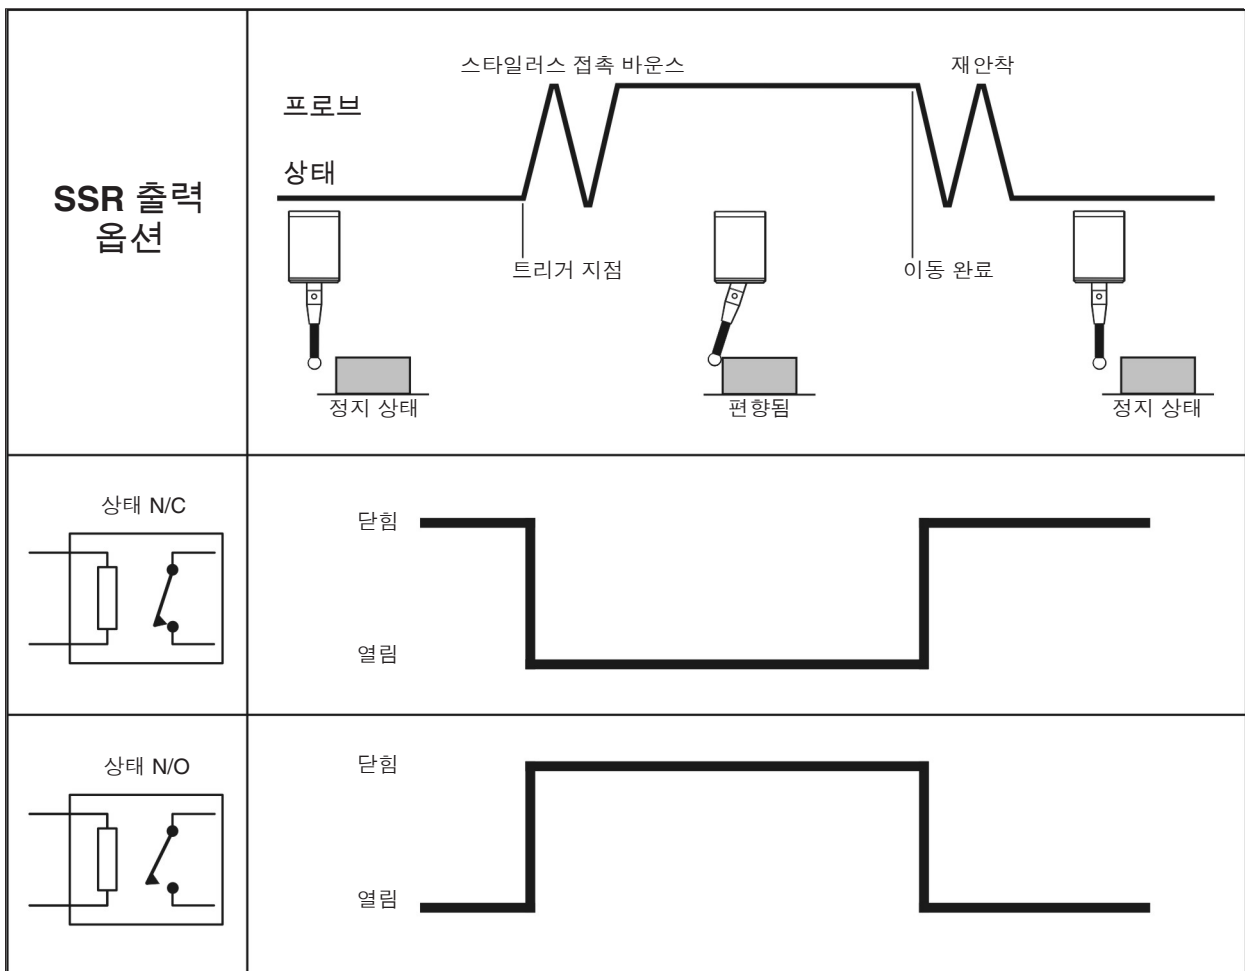 SSR 출력
옵션
스타일러스 접촉 바운스
재안착
프로브
상태
트리거 지점
이동 완료
정지 상태
편향됨
정지 상태
상태 N/C
닫힘
열림
상태 N/O
닫힘
열림